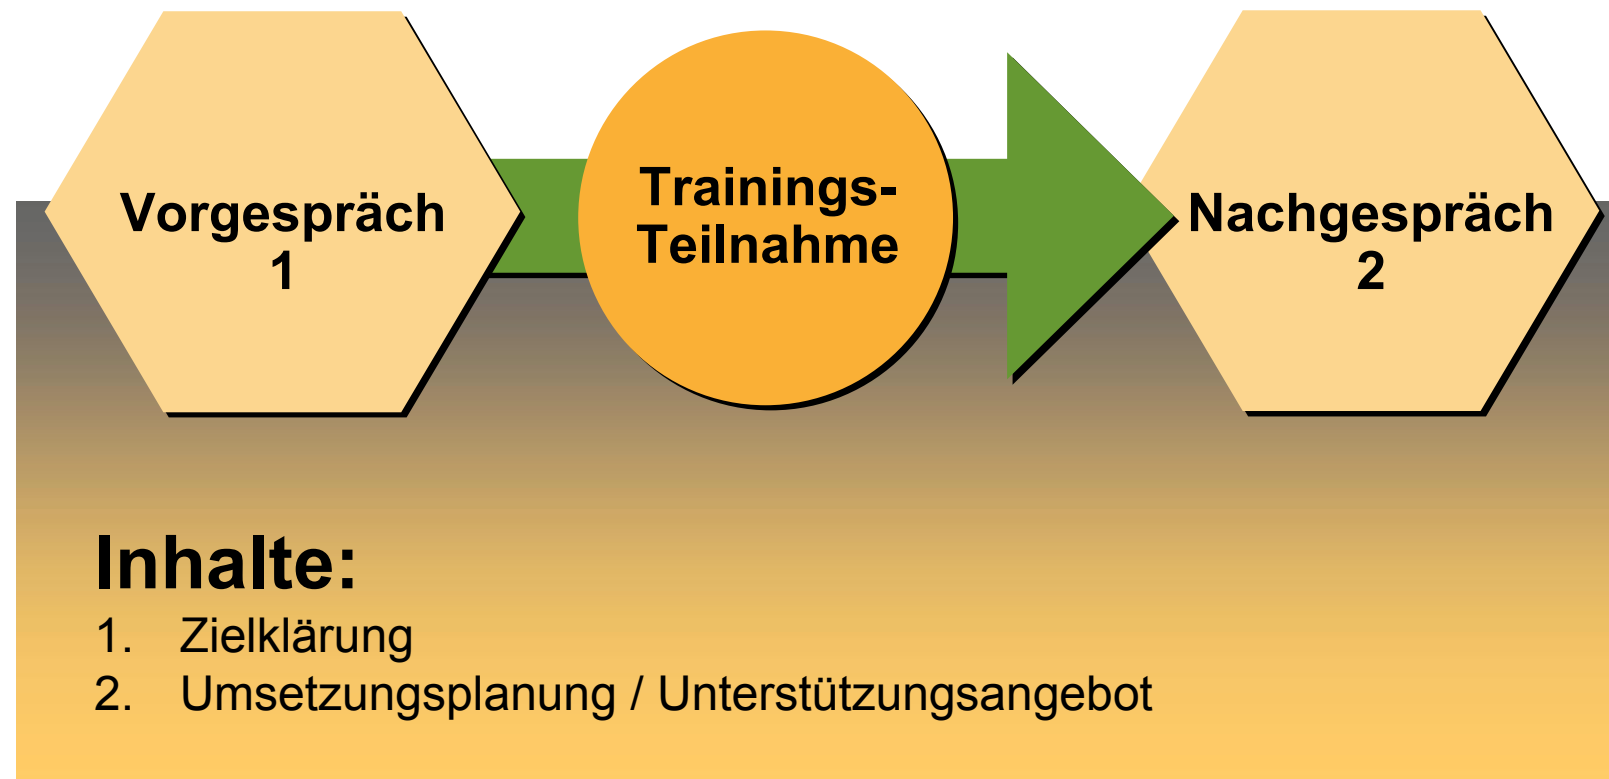 Vorgespräch
1
Trainings-
Teilnahme
Nachgespräch
2
Inhalte:
1. Zielklärung
2. Umsetzungsplanung / Unterstützungsangebot